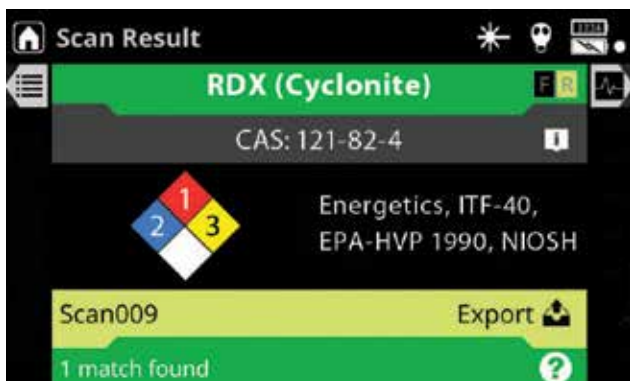 Scan Result
RDX (Cyclonite)
F R
CAS: 121-82-4
1
2 3
Energetics, ITF-40,
EPA-HVP 1990, NIOSH
Scan009 Export
1 match found ?